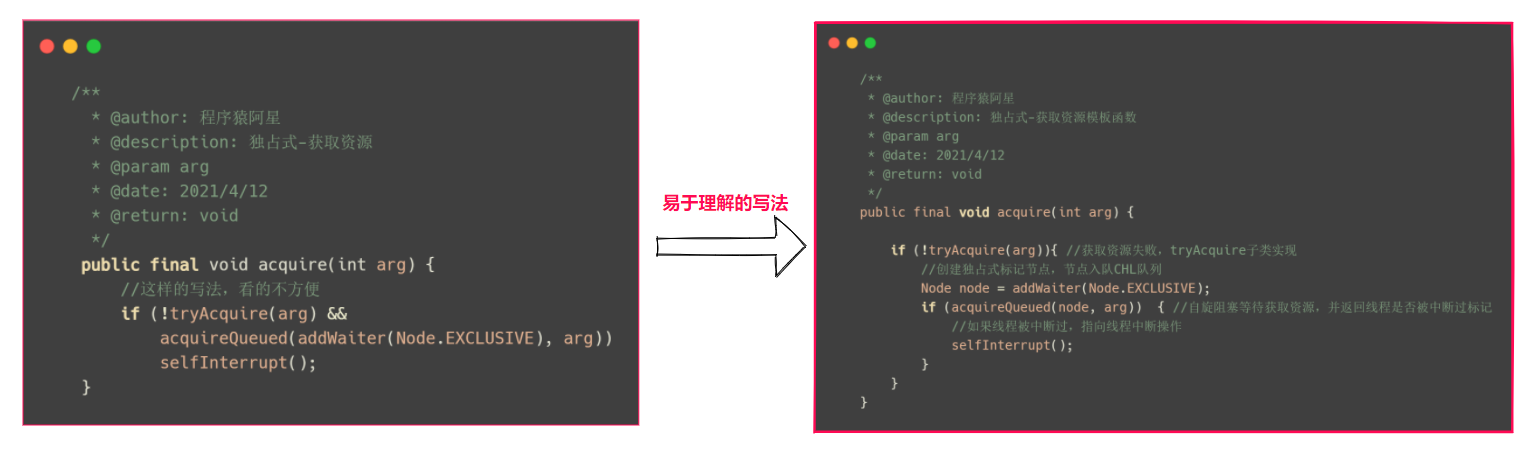 /**
* @author: 程序猿阿星
* @description: 独占式-获取资源
* @param arg
* @date: 2021/4/12
* @return: void
*/
public final void acquire(int arg) {
//这样的写法，看的不方便
if (!tryAcquire(arg) &&
acquireQueued(addWaiter(Node.EXCLUSIVE), arg))
selfInterrupt();
}
易于理解的写法
/**
* @author: 程序猿阿星
* @description: 独占式-获取资源模板函数
* @param arg
* @date: 2021/4/12
* @return: void
*/
public final void acquire(int arg) {
if (!tryAcquire(arg)){ //获取资源失败，tryAcquire子类实现
//创建独占式标记节点，节点入队CHL队列
Node node = addWaiter(Node.EXCLUSIVE);
if (acquireQueued(node, arg)) { //自旋阻塞等待获取资源，并返回线程是否被中断过标记
//如果线程被中断过，指向线程中断操作
selfInterrupt();
}
}
}